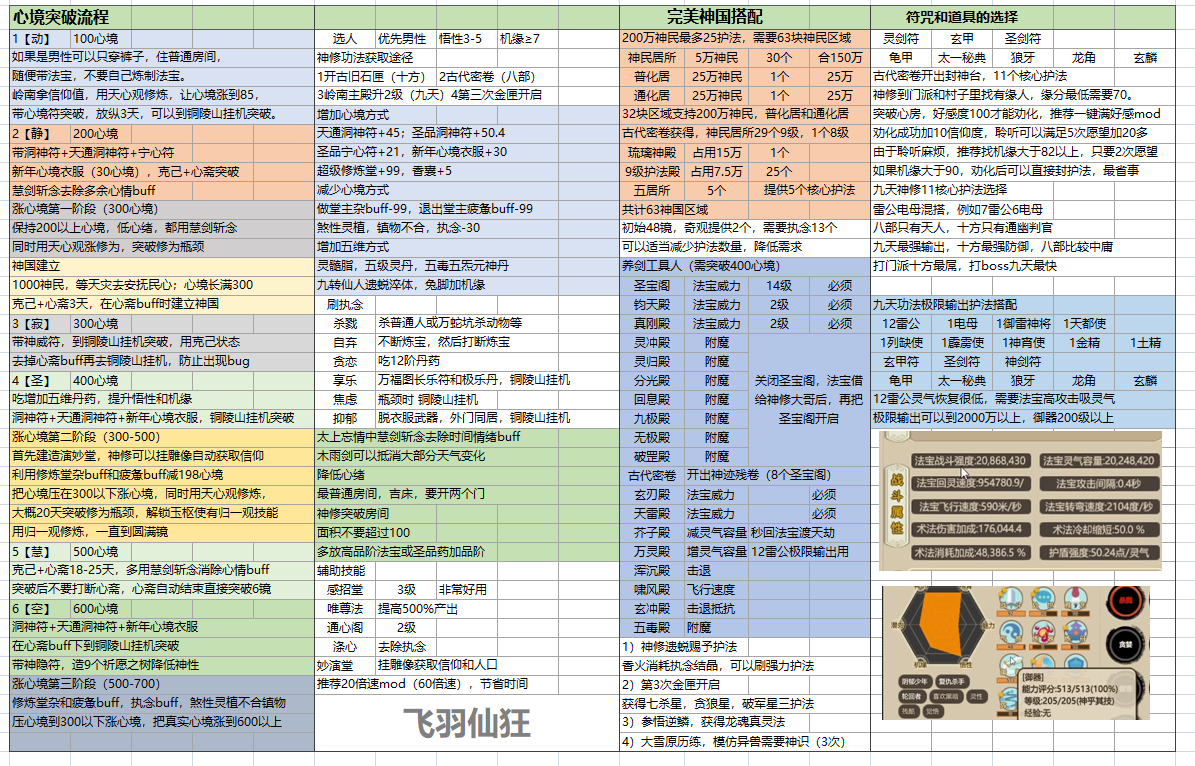 心境突破流程
1【动】 100心境
如果是男性可以只穿裤子，住普通房间，
随便带法宝，不要自己炼制法宝。
岭南拿信仰值，用天心观修炼，让心境涨到85，
带心境符突破，放纵3天，可以到铜陵山挂机突破。
2【静】 200心境
带洞神符+天通洞神符+宁心符
新年心境衣服（30心境），克己+心斋突破
慧剑斩念去除多余心情buff
涨心境第一阶段（300心境）
保持200以上心境，低心绪，都用慧剑斩念
同时用天心观涨修为，突破修为瓶颈
神国建立
1000神民，等天灾去安抚民心；心境长满300
克己+心斋3天，在心斋buff时建立神国
3【寂】 300心境
带神威符，到铜陵山挂机突破，用克己状态
去掉心斋buff再去铜陵山挂机，防止出现bug
4【圣】 400心境
吃增加五维丹药，提升悟性和机缘
洞神符+天通洞神符+新年心境衣服，铜陵山挂机突破
涨心境第二阶段（300-500）
首先建造演妙堂，神修可以挂雕像自动获取信仰
利用修炼堂杂buff和疲惫buff减198心境
把心境压在300以下涨心境，同时用天心观修炼，
大慨20天突破修为瓶颈，解锁玉枢使有归一观技能
用归一观修炼，一直到圆满镜
5【慧】 500心境
克己+心斋18-25天，多用慧剑斩念消除心情buff
突破后不要打断心斋，心斋自动结束直接突破6镜
6【空】 600心境
洞神符+天通洞神符+新年心境衣服
在心斋buff下到铜陵山挂机突破
带神隐符，造9个祈愿之树降低神性
涨心境第三阶段（500-700）
修炼堂杂和疲惫buff，执念buff，煞性灵植不合镇物
压心境到300以下涨心境，把真实心境涨到600以上
选人 优先男性 悟性3-5 机缘≥7
神修功法获取途径
1开古旧石匣（十方） 2古代密卷（八部）
3岭南主殿升2级（九天）4第三次金匣开启
增加心境方式
天通洞神符+45；圣品洞神符+50.4
圣品宁心符+21，新年心境衣服+30
超级修炼堂+99，香囊+5
减少心境方式
做堂主杂buff-99，退出堂主疲惫buff-99
煞性灵植，镇物不合，执念-30
增加五维方式
灵髓脂，五级灵丹，五毒五炁元神丹
九转仙人遗蜕淬体，兔脚加机缘
刷执念
杀戮 杀普通人或万蛇坑杀动物等
自弃 不断炼宝，然后打断炼宝
贪恋 吃12阶丹药
享乐 万福图长乐符和极乐丹，铜陵山挂机
焦虑 瓶颈时 铜陵山挂机
抑郁 脱衣服武器，外门同居，铜陵山挂机
太上忘情中慧剑斩念去除时间情绪buff
木雨剑可以抵消大部分天气变化
降低心绪
最普通房间，吉床，要开两个门
神修突破房间
面积不要超过100
多放高品阶法宝或圣品药加品阶
辅助技能
感招堂 3级 非常好用
唯尊法 提高500%产出
通心阁 2级
涤心 去除执念
妙演堂 挂雕像获取信仰和人口
推荐20倍速mod（60倍速），节省时间
飞羽仙狂
完美神国搭配
200万神民最多25护法，需要63块神民区域
神民居所 5万神民 30个 合150万
普化居 25万神民 1个 25万
通化居 25万神民 1个 25万
32块区域支持200万神民，普化居和通化居
古代密卷获得，神民居所29个9级，1个8级
琉璃神殿 占用15万 1个
9级护法殿 占用7.5万 25个
五居所 5个 提供5个核心护法
共计63神国区域
初始48镜，奇观提供2个，需要执念13个
可以适当减少护法数量，降低需求
养剑工具人（需突破400心境）
圣宝阁 法宝威力 14级 必须
钧天殿 法宝威力 2级 必须
真刚殿 法宝威力 2级 必须
灵冲殿 附魔
灵归殿 附魔
分光殿 附魔
回息殿 附魔
九极殿 附魔
无极殿 附魔
破罡殿 附魔
关闭圣宝阁，法宝借给神修大哥后，再把圣宝阁开启
古代密卷 开出神迹残卷（8个圣宝阁）
玄刃殿 法宝威力 必须
天雷殿 法宝威力 必须
芥子殿 减灵气容量 秒回法宝渡天劫
万灵殿 增灵气容量 12雷公极限输出用
浑沉殿 击退
啸风殿 飞行速度
玄冲殿 击退抵抗
五毒殿 附魔
1）神修遗蜕赐予护法
香火消耗执念结晶，可以刷强力护法
2）第3次金匣开启
获得七杀星，贪狼星，破军星三护法
3）参悟逆鳞，获得龙魂真灵法
4）大雪原历练，模仿异兽需要神识（3次）
符咒和道具的选择
灵剑符 玄甲 圣剑符
龟甲 太一秘典 狼牙 龙角 玄麟
古代密卷开出封神台，11个核心护法
神修到门派和村子里找有缘人，缘分最低需要70。
突破心房，好感度100才能劝化，推荐一键满好感mod
劝化成功加10信仰度，聆听可以满足5次愿望加20多
由于聆听麻烦，推荐找机缘大于82以上，只要2次愿望
如果机缘大于90，劝化后可以直接封护法，最省事
九天神修11核心护法选择
雷公电母混搭，例如7雷公6电母
八部只有天人，十方只有通幽判官
九天最强输出，十方最强防御，八部比较中庸
打门派十方最屌，打boss九天最快
九天功法极限输出护法搭配
12雷公 1电母 1御雷神将 1天都使
1列缺使 1霹雳使 1神宵使 1金精 1土精
玄甲符 圣剑符 神剑符
龟甲 太一秘典 狼牙 龙角 玄麟
12雷公灵气恢复很低，需要法宝高攻击吸灵气
极限输出可以到2000万以上，御器200级以上
战斗属性
法宝战斗强度:20,868,430 法宝灵气容量:20,248,420
法宝回灵速度:954780.9/ 法宝攻击间隔:0.4秒
法宝飞行速度:590米/秒 法宝转弯速度:2104度/秒
术法伤害加成:176,044.4 术法冷却缩短:50.0 %
术法消耗加成:48,386.5 % 护盾强度:50.24点/灵气
机缘 悟性
阴郁少年 复仇杀手
轮回者 喜欢黑暗 灵性
残酷 觉悟
贪婪
[御器]
能力评分:513/513(100%)
等级:205/205(神乎其技)
经验:无